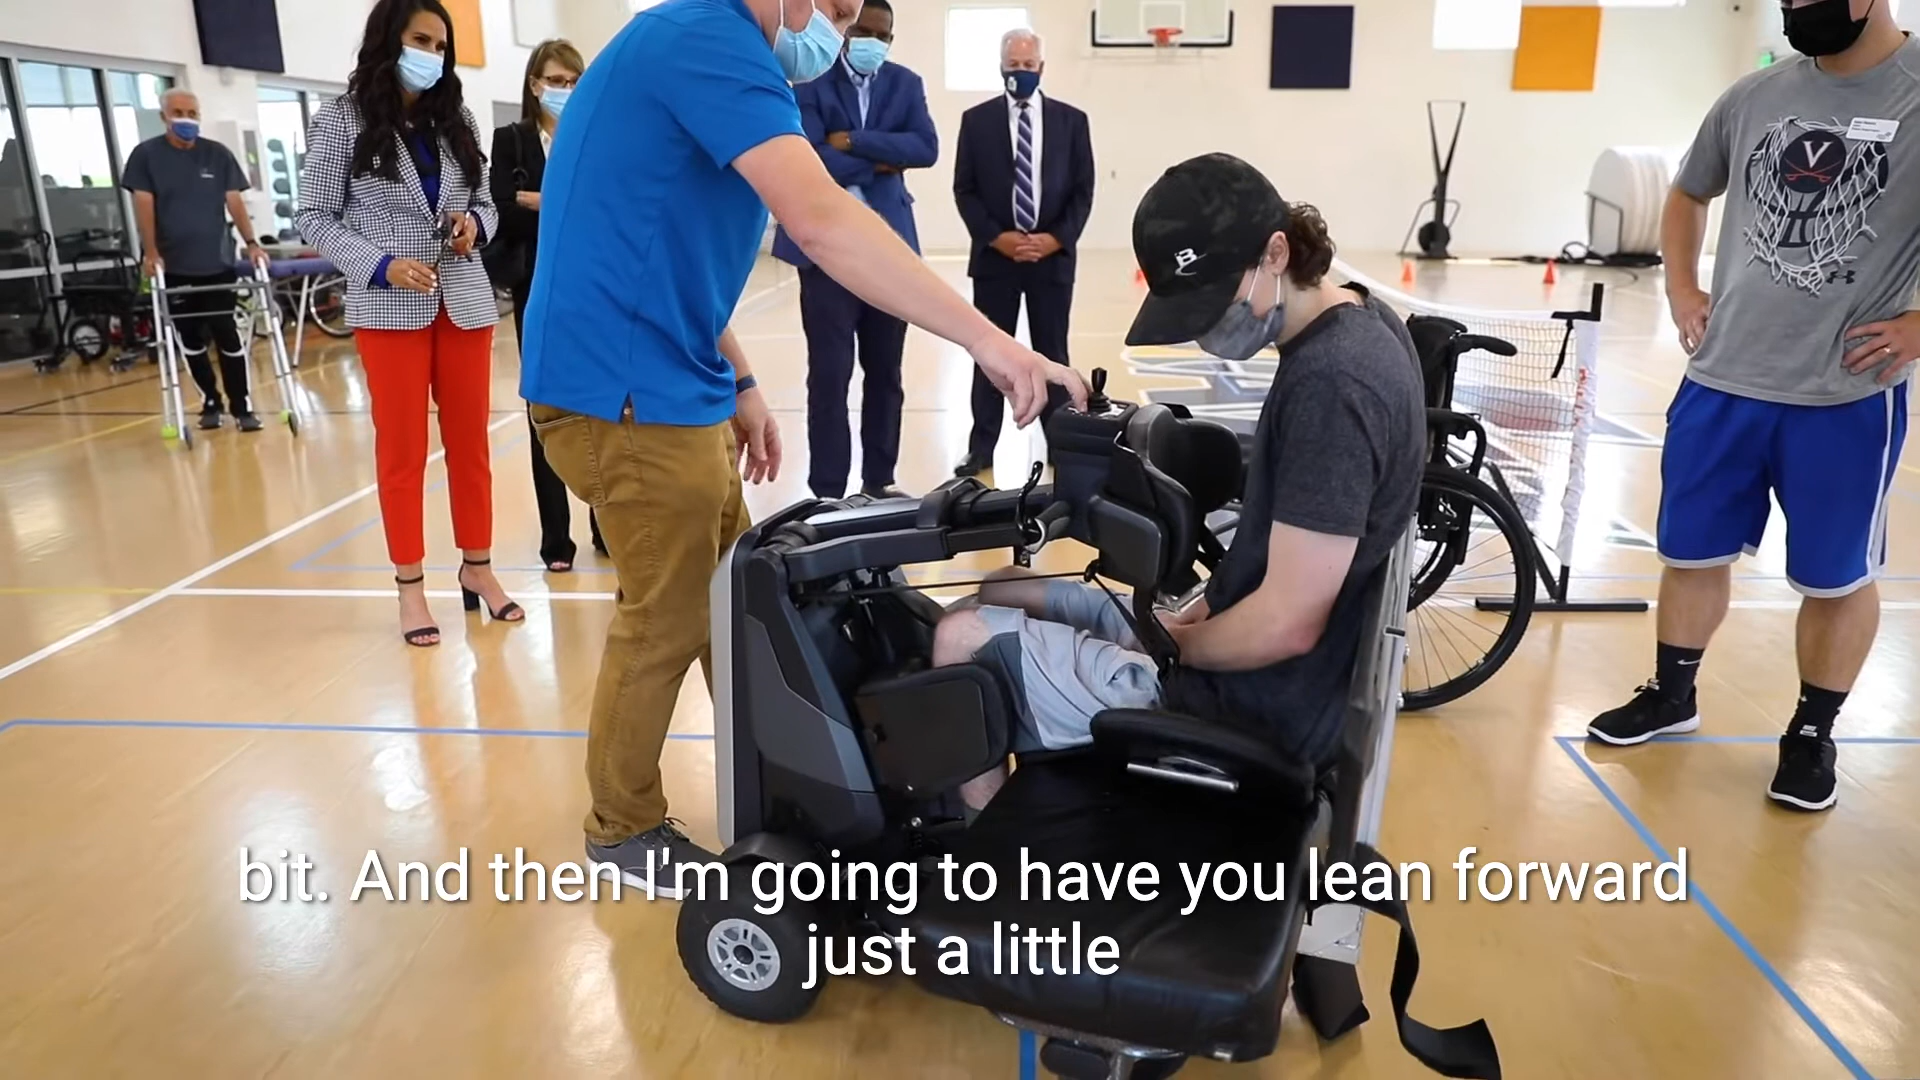 V
B
bit. And then I'm going to have you lean forward
just a little